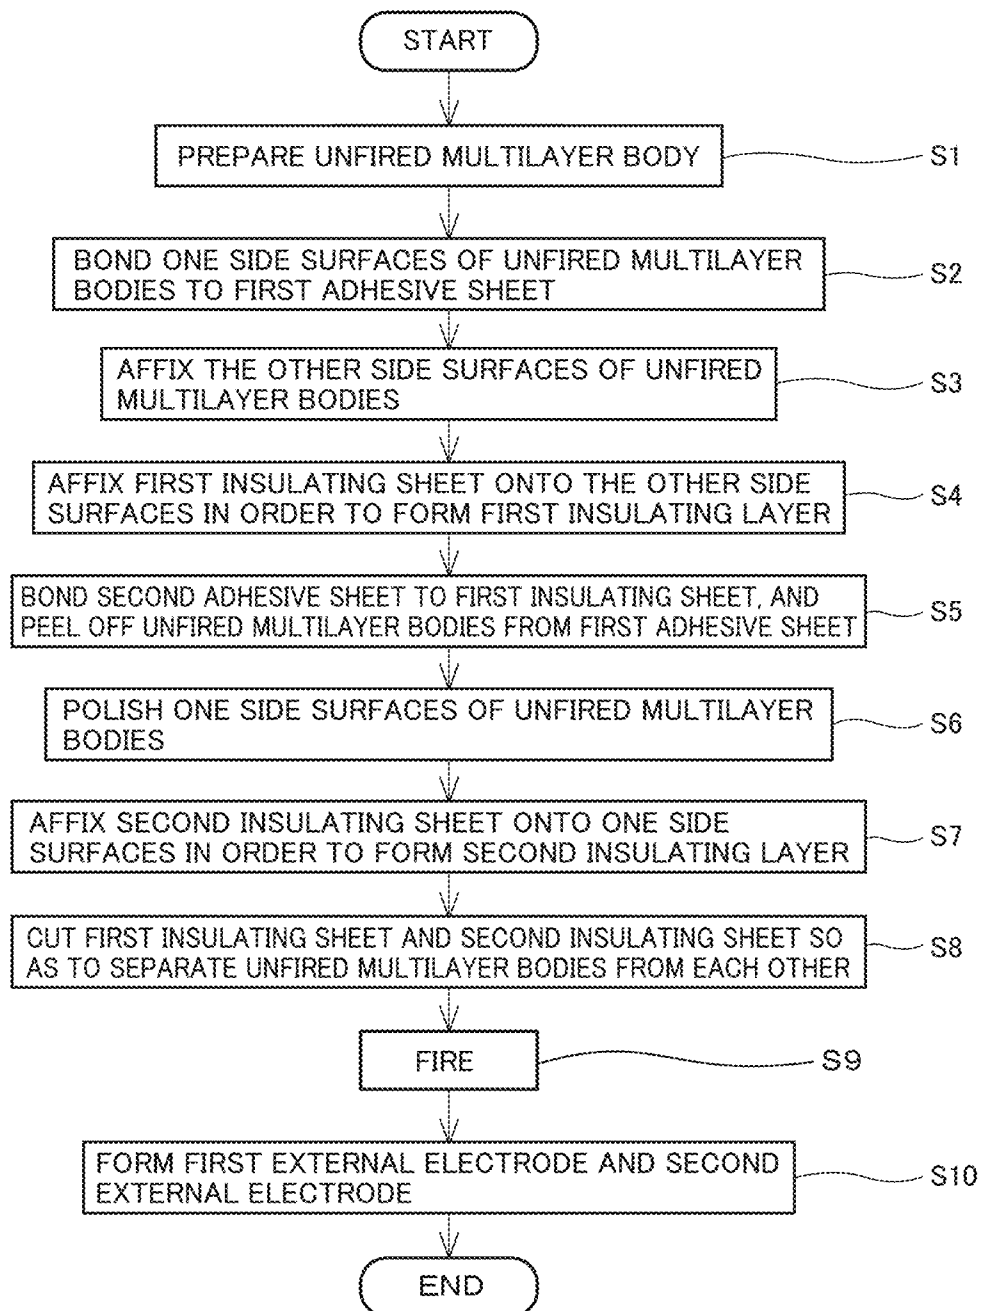 START
PREPARE UNFIRED MULTILAYER BODY
S1
BOND ONE SIDE SURFACES OF UNFIRED MULTILAYER
BODIES TO FIRST ADHESIVE SHEET
S2
AFFIX THE OTHER SIDE SURFACES OF UNFIRED
MULTILAYER BODIES
S3
AFFIX FIRST INSULATING SHEET ONTO THE OTHER SIDE
SURFACES IN ORDER TO FORM FIRST INSULATING LAYER
S4
BOND SECOND ADHESIVE SHEET TO FIRST INSULATING SHEET, AND
PEEL OFF UNFIRED MULTILAYER BODIES FROM FIRST ADHESIVE SHEET
S5
POLISH ONE SIDE SURFACES OF UNFIRED MULTILAYER
BODIES
S6
AFFIX SECOND INSULATING SHEET ONTO ONE SIDE
SURFACES IN ORDER TO FORM SECOND INSULATING LAYER
S7
CUT FIRST INSULATING SHEET AND SECOND INSULATING SHEET SO
AS TO SEPARATE UNFIRED MULTILAYER BODIES FROM EACH OTHER
S8
FIRE
S9
FORM FIRST EXTERNAL ELECTRODE AND SECOND
EXTERNAL ELECTRODE
S10
END